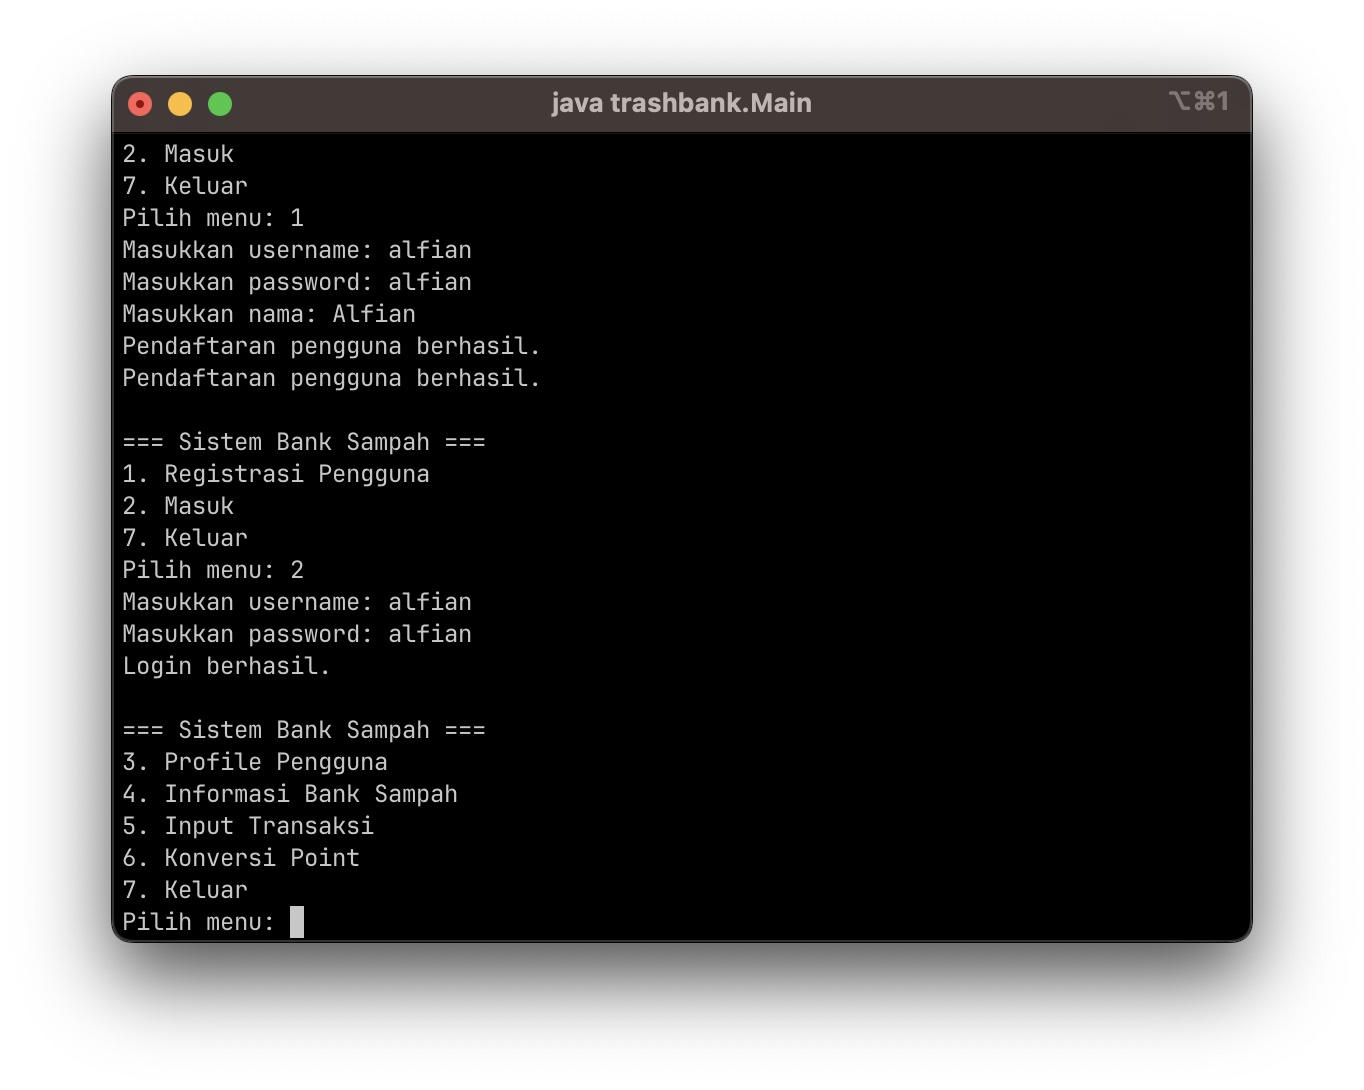 java trashbank.Main
⌥⌘1
2. Masuk
7. Keluar
Pilih menu: 1
Masukkan username: alfian
Masukkan password: alfian
Masukkan nama: Alfian
Pendaftaran pengguna berhasil.
Pendaftaran pengguna berhasil.

=== Sistem Bank Sampah ===
1. Registrasi Pengguna
2. Masuk
7. Keluar
Pilih menu: 2
Masukkan username: alfian
Masukkan password: alfian
Login berhasil.

=== Sistem Bank Sampah ===
3. Profile Pengguna
4. Informasi Bank Sampah
5. Input Transaksi
6. Konversi Point
7. Keluar
Pilih menu: